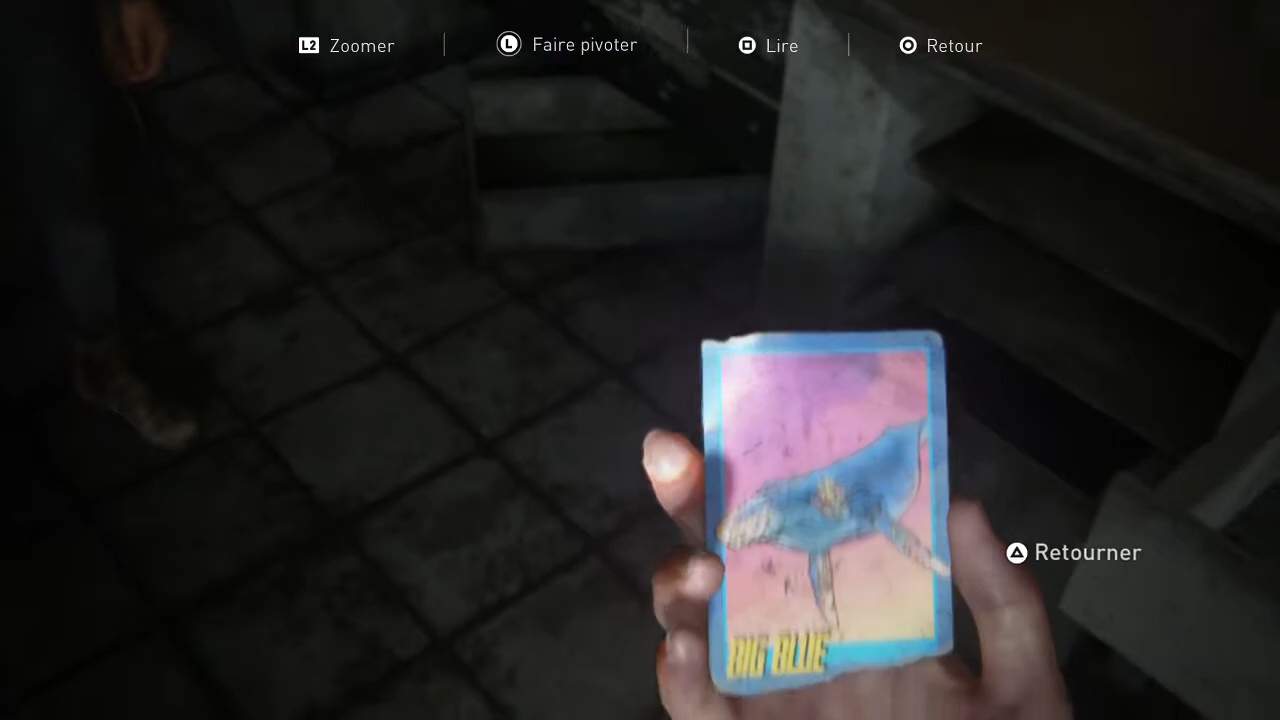 L2 Zoomer
L Faire pivoter
Lire
Retour
Retourner
BIG BLUE